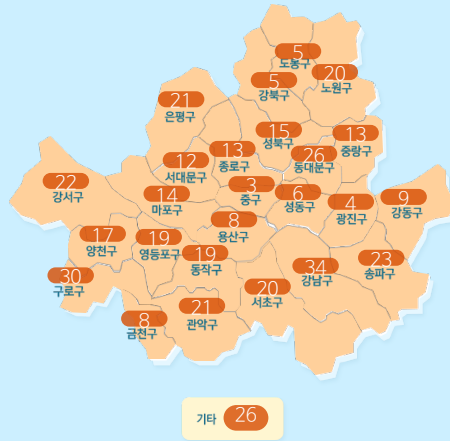 5
도봉구
5
강북구
20
노원구
21
은평구
15
성북구
13
중랑구
13
종로구
26
동대문구
12
서대문구
22
강서구
14
마포구
3
중구
6
성동구
4
광진구
9
강동구
8
용산구
17
양천구
19
영등포구
19
동작구
30
구로구
34
강남구
23
송파구
20
서초구
21
관악구
8
금천구
기타 26